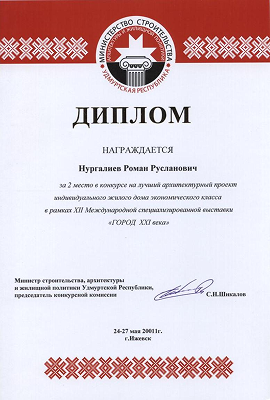 МИНИСТЕРСТВО СТРОИТЕЛЬСТВА,
УДМУРТСКАЯ РЕСПУБЛИКА
ДИПЛОМ
НАГРАЖДАЕТСЯ
Нургалиев Роман Русланович
за 2 место в конкурсе на лучший архитектурный проект
индивидуального жилого дома экономического класса
в рамках XII Международной специализированной выставки
«ГОРОД XXI века»
Министр строительства, архитектуры
и жилищной политики Удмуртской Республики,
председатель конкурсной комиссии
С.Н.Шикалов
24-27 мая 20011г.
г.Ижевск